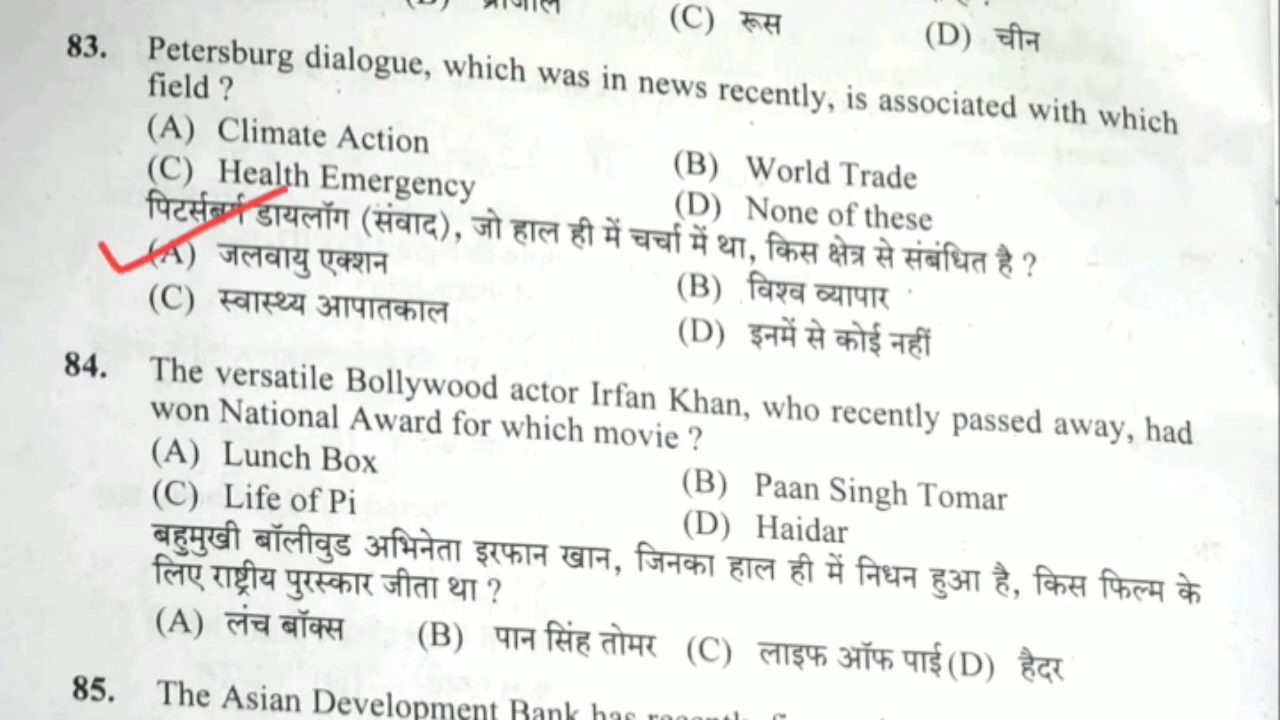 (C) रूस (D) चीन
83. Petersburg dialogue, which was in news recently, is associated with which
field ?
(A) Climate Action (B) World Trade
(C) Health Emergency (D) None of these
पिटर्सबर्ग डायलॉग (संवाद), जो हाल ही में चर्चा में था, किस क्षेत्र से संबंधित है ?
(A) जलवायु एक्शन (B) विश्व व्यापार
(C) स्वास्थ्य आपातकाल (D) इनमें से कोई नहीं
84. The versatile Bollywood actor Irfan Khan, who recently passed away, had
won National Award for which movie ?
(A) Lunch Box (B) Paan Singh Tomar
(C) Life of Pi (D) Haidar
बहुमुखी बॉलीवुड अभिनेता इरफान खान, जिनका हाल ही में निधन हुआ है, किस फिल्म के
लिए राष्ट्रीय पुरस्कार जीता था ?
(A) लंच बॉक्स (B) पान सिंह तोमर (C) लाइफ ऑफ पाई (D) हैदर
85. The Asian Development Bank has recently